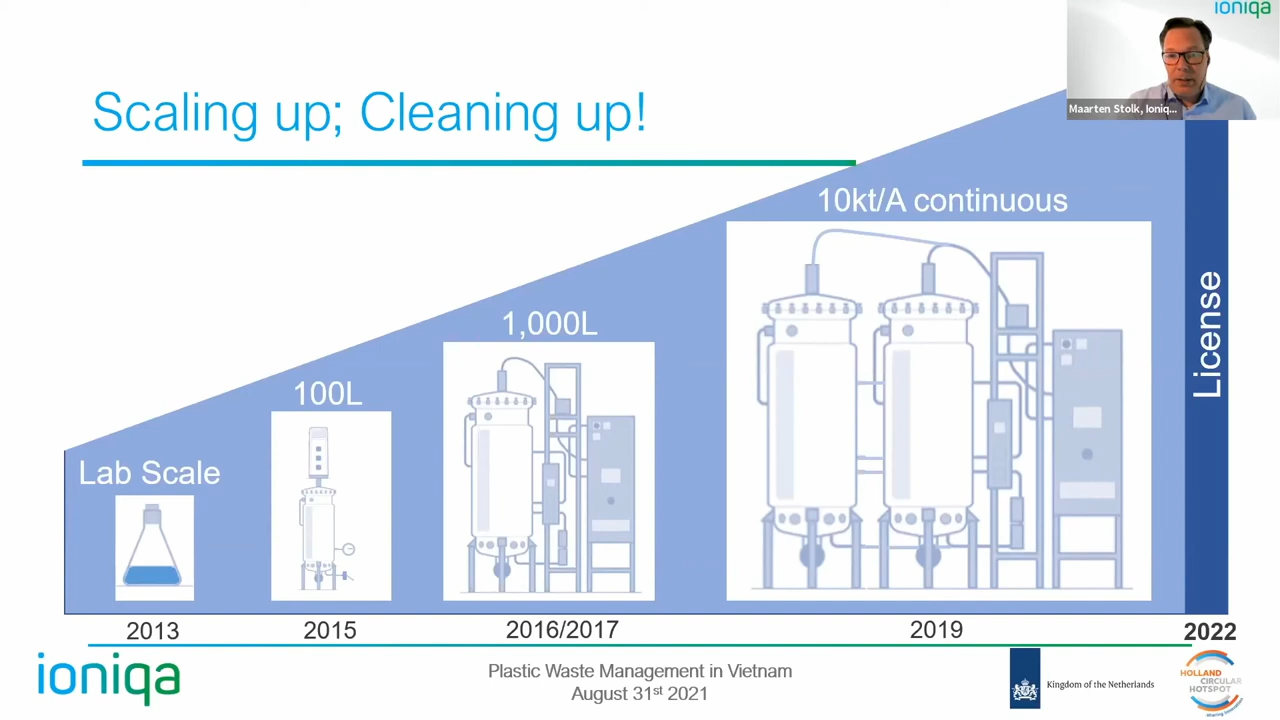 ioniqa
Maarten Stolk, Ioniq...
Scaling up; Cleaning up!
10kt/A continuous
1,000L
100L
Lab Scale
License
2013
2015
2016/2017
2019
2022
ioniqa
Plastic Waste Management in Vietnam
August 31st 2021
Kingdom of the Netherlands
HOLLAND
CIRCULAR
HOTSPOT